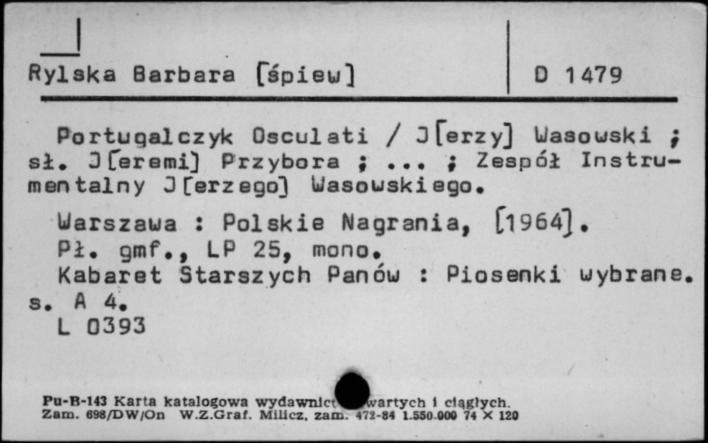 Rylska Barbara [śpiew] D 1479
Portugalczyk Osculati / J[erzy] Wasowski ;
sł. J[eremi] Przybora ; ... ; Zespół Instru-
mentalny J[erzego] Wasowskiego.
Warszawa : Polskie Nagrania, [1964].
Pł. gmf., LP 25, mono.
Kabaret Starszych Panów : Piosenki wybrane.
s. A 4.
L 0393
Pu-B-143 Karta katalogowa wydawnict wartych i ciągłych.
Zam. 698/DW/On W.Z.Graf. Milicz, zam. 472-84 1.550.000 74 X 120